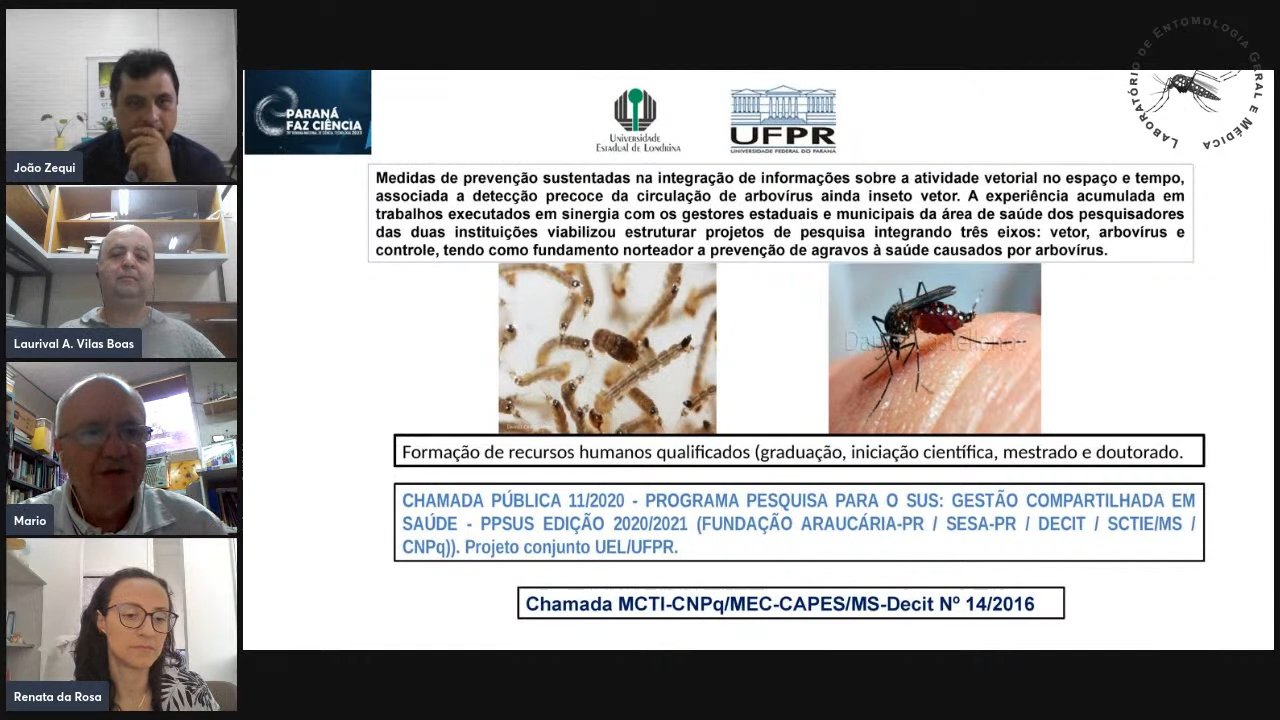 João Zequi
Laurival A. Vilas Boas
Mario
Renata da Rosa
PARANÁ
FAZ CIÊNCIA
Universidade
Estadual de Londrina
UFPR
UNIVERSIDADE FEDERAL DO PARANÁ
LABORATÓRIO DE ENTOMOLOGIA GERAL E MÉDICA
Medidas de prevenção sustentadas na integração de informações sobre a atividade vetorial no espaço e tempo,
associada a detecção precoce da circulação de arbovírus ainda inseto vetor. A experiência acumulada em
trabalhos executados em sinergia com os gestores estaduais e municipais da área de saúde dos pesquisadores
das duas instituições viabilizou estruturar projetos de pesquisa integrando três eixos: vetor, arbovírus e
controle, tendo como fundamento norteador a prevenção de agravos à saúde causados por arbovírus.
Formação de recursos humanos qualificados (graduação, iniciação científica, mestrado e doutorado.
CHAMADA PÚBLICA 11/2020 - PROGRAMA PESQUISA PARA O SUS: GESTÃO COMPARTILHADA EM
SAÚDE - PPSUS EDIÇÃO 2020/2021 (FUNDAÇÃO ARAUCÁRIA-PR / SESA-PR / DECIT / SCTIE/MS /
CNPq)). Projeto conjunto UEL/UFPR.
Chamada MCTI-CNPq/MEC-CAPES/MS-Decit Nº 14/2016